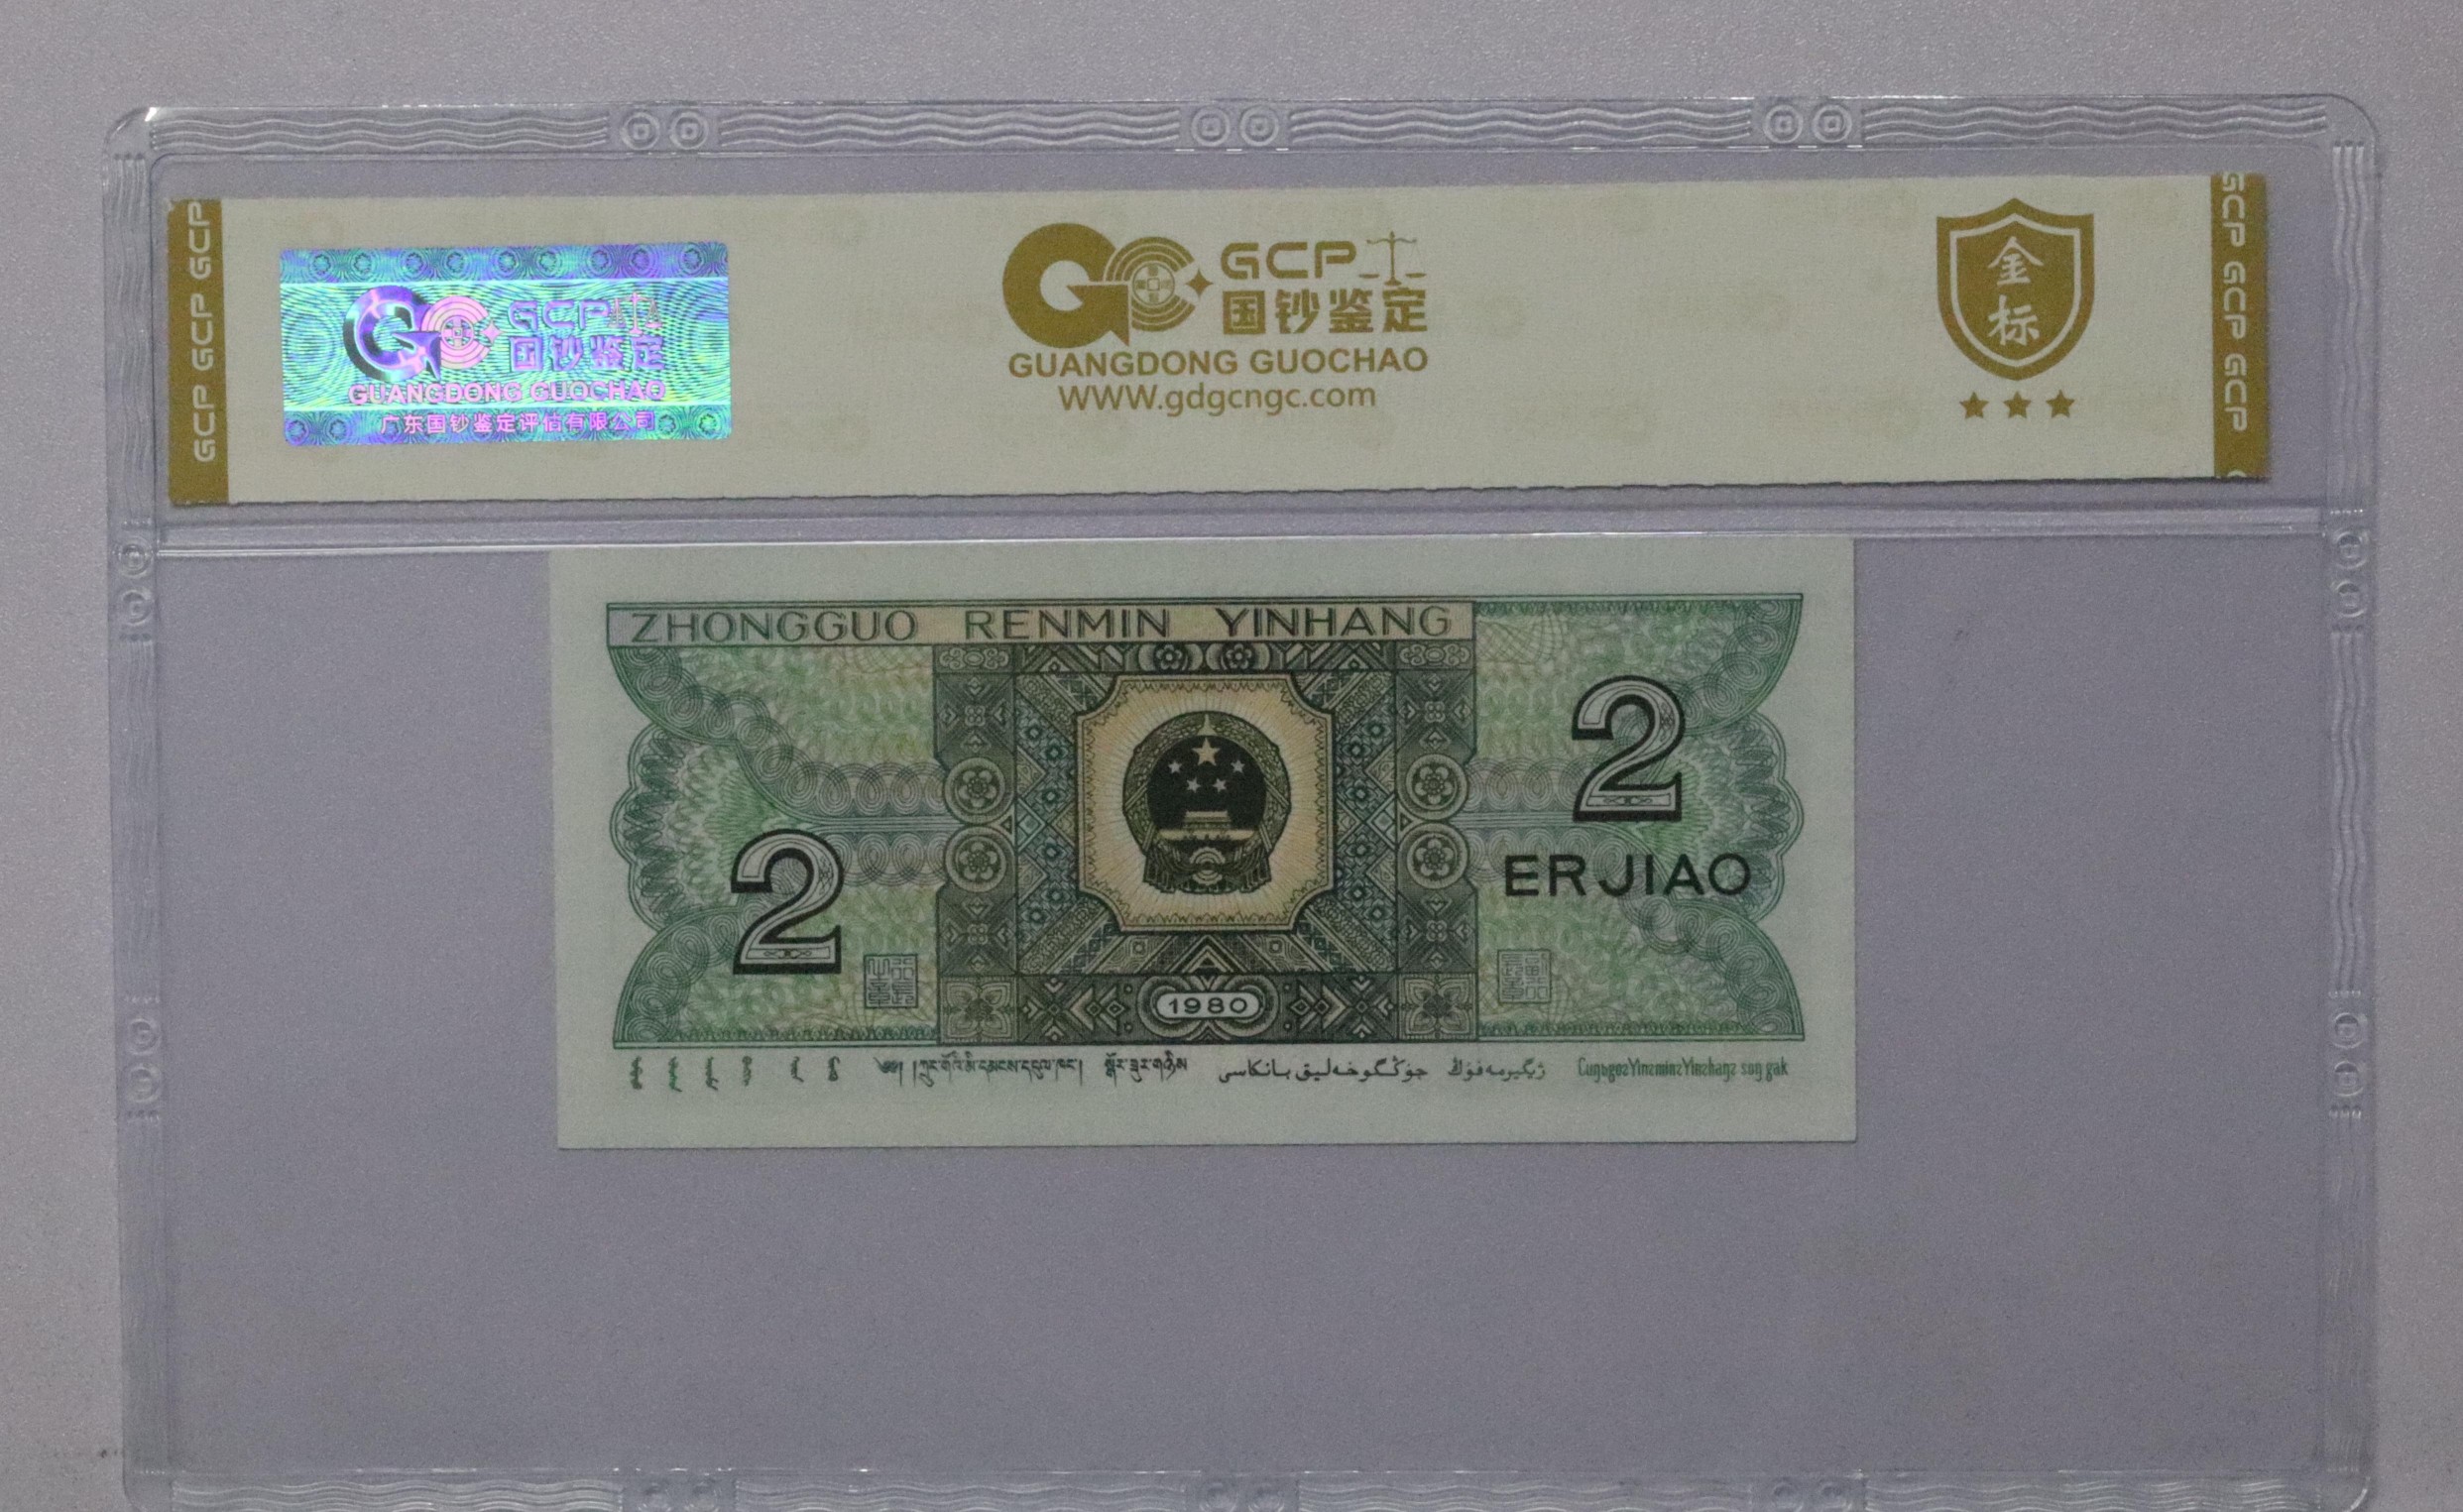 GCP GCP GCP
GCP
国钞鉴定
GUANGDONG GUOCHAO
广东国钞鉴定评估有限公司
GCP
国钞鉴定
GUANGDONG GUOCHAO
WWW.gdgcngc.com
金
标
GCP GCP GCP
ZHONGGUO RENMIN YINHANG
2
ERJIAO
2
1980
جۇڭگوخەلىق بانكاسى